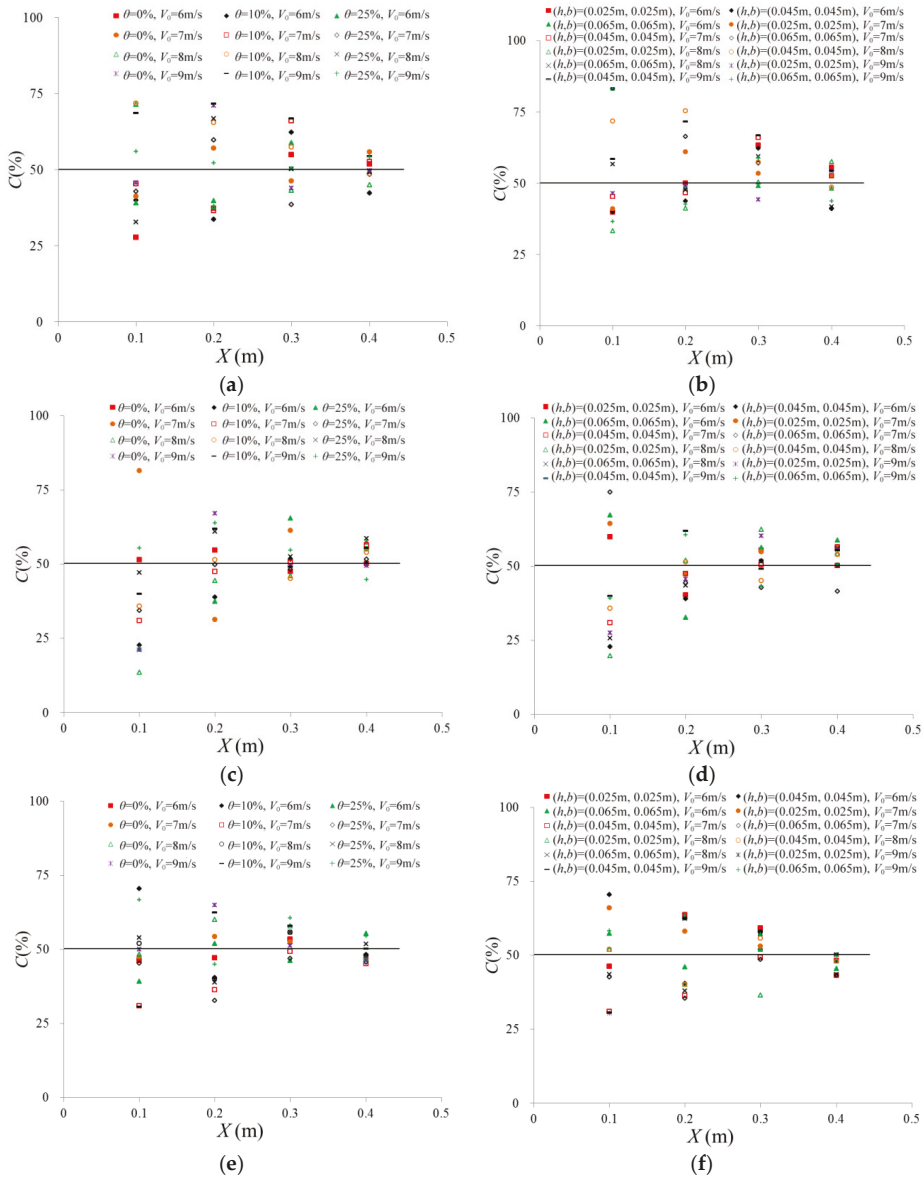 θ=0%, V₀=6m/s θ=10%, V₀=6m/s θ=25%, V₀=6m/s
θ=0%, V₀=7m/s θ=10%, V₀=7m/s θ=25%, V₀=7m/s
θ=0%, V₀=8m/s θ=10%, V₀=8m/s θ=25%, V₀=8m/s
θ=0%, V₀=9m/s θ=10%, V₀=9m/s θ=25%, V₀=9m/s
100
75
50
25
0
C(%)
0 0.1 0.2 0.3 0.4 0.5
X (m)
(a)
(h,b)=(0.025m, 0.025m), V₀=6m/s (h,b)=(0.045m, 0.045m), V₀=6m/s
(h,b)=(0.065m, 0.065m), V₀=6m/s (h,b)=(0.025m, 0.025m), V₀=7m/s
(h,b)=(0.045m, 0.045m), V₀=7m/s (h,b)=(0.065m, 0.065m), V₀=7m/s
(h,b)=(0.025m, 0.025m), V₀=8m/s (h,b)=(0.045m, 0.045m), V₀=8m/s
(h,b)=(0.065m, 0.065m), V₀=8m/s (h,b)=(0.025m, 0.025m), V₀=9m/s
(h,b)=(0.045m, 0.045m), V₀=9m/s (h,b)=(0.065m, 0.065m), V₀=9m/s
100
75
50
25
0
C(%)
0 0.1 0.2 0.3 0.4 0.5
X (m)
(b)
θ=0%, V₀=6m/s θ=10%, V₀=6m/s θ=25%, V₀=6m/s
θ=0%, V₀=7m/s θ=10%, V₀=7m/s θ=25%, V₀=7m/s
θ=0%, V₀=8m/s θ=10%, V₀=8m/s θ=25%, V₀=8m/s
θ=0%, V₀=9m/s θ=10%, V₀=9m/s θ=25%, V₀=9m/s
100
75
50
25
0
C(%)
0 0.1 0.2 0.3 0.4 0.5
X (m)
(c)
(h,b)=(0.025m, 0.025m), V₀=6m/s (h,b)=(0.045m, 0.045m), V₀=6m/s
(h,b)=(0.065m, 0.065m), V₀=6m/s (h,b)=(0.025m, 0.025m), V₀=7m/s
(h,b)=(0.045m, 0.045m), V₀=7m/s (h,b)=(0.065m, 0.065m), V₀=7m/s
(h,b)=(0.025m, 0.025m), V₀=8m/s (h,b)=(0.045m, 0.045m), V₀=8m/s
(h,b)=(0.065m, 0.065m), V₀=8m/s (h,b)=(0.025m, 0.025m), V₀=9m/s
(h,b)=(0.045m, 0.045m), V₀=9m/s (h,b)=(0.065m, 0.065m), V₀=9m/s
100
75
50
25
0
C(%)
0 0.1 0.2 0.3 0.4 0.5
X (m)
(d)
θ=0%, V₀=6m/s θ=10%, V₀=6m/s θ=25%, V₀=6m/s
θ=0%, V₀=7m/s θ=10%, V₀=7m/s θ=25%, V₀=7m/s
θ=0%, V₀=8m/s θ=10%, V₀=8m/s θ=25%, V₀=8m/s
θ=0%, V₀=9m/s θ=10%, V₀=9m/s θ=25%, V₀=9m/s
100
75
50
25
0
C(%)
0 0.1 0.2 0.3 0.4 0.5
X (m)
(e)
(h,b)=(0.025m, 0.025m), V₀=6m/s (h,b)=(0.045m, 0.045m), V₀=6m/s
(h,b)=(0.065m, 0.065m), V₀=6m/s (h,b)=(0.025m, 0.025m), V₀=7m/s
(h,b)=(0.045m, 0.045m), V₀=7m/s (h,b)=(0.065m, 0.065m), V₀=7m/s
(h,b)=(0.025m, 0.025m), V₀=8m/s (h,b)=(0.045m, 0.045m), V₀=8m/s
(h,b)=(0.065m, 0.065m), V₀=8m/s (h,b)=(0.025m, 0.025m), V₀=9m/s
(h,b)=(0.045m, 0.045m), V₀=9m/s (h,b)=(0.065m, 0.065m), V₀=9m/s
100
75
50
25
0
C(%)
0 0.1 0.2 0.3 0.4 0.5
X (m)
(f)